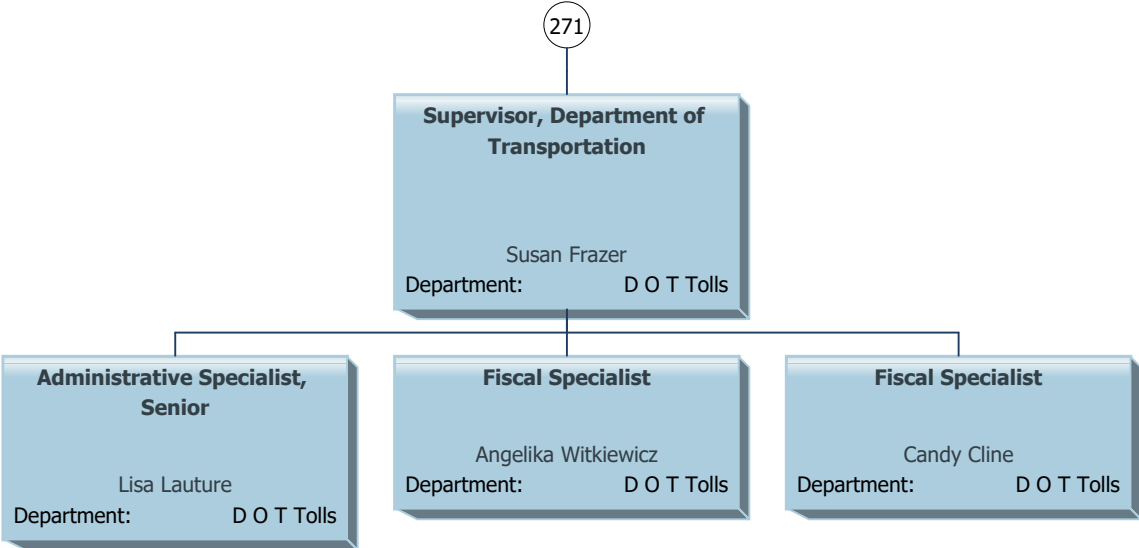 271
Supervisor, Department of
Transportation
Susan Frazer
Department: D O T Tolls
Administrative Specialist,
Senior
Lisa Lauture
Department: D O T Tolls
Fiscal Specialist
Angelika Witkiewicz
Department: D O T Tolls
Fiscal Specialist
Candy Cline
Department: D O T Tolls